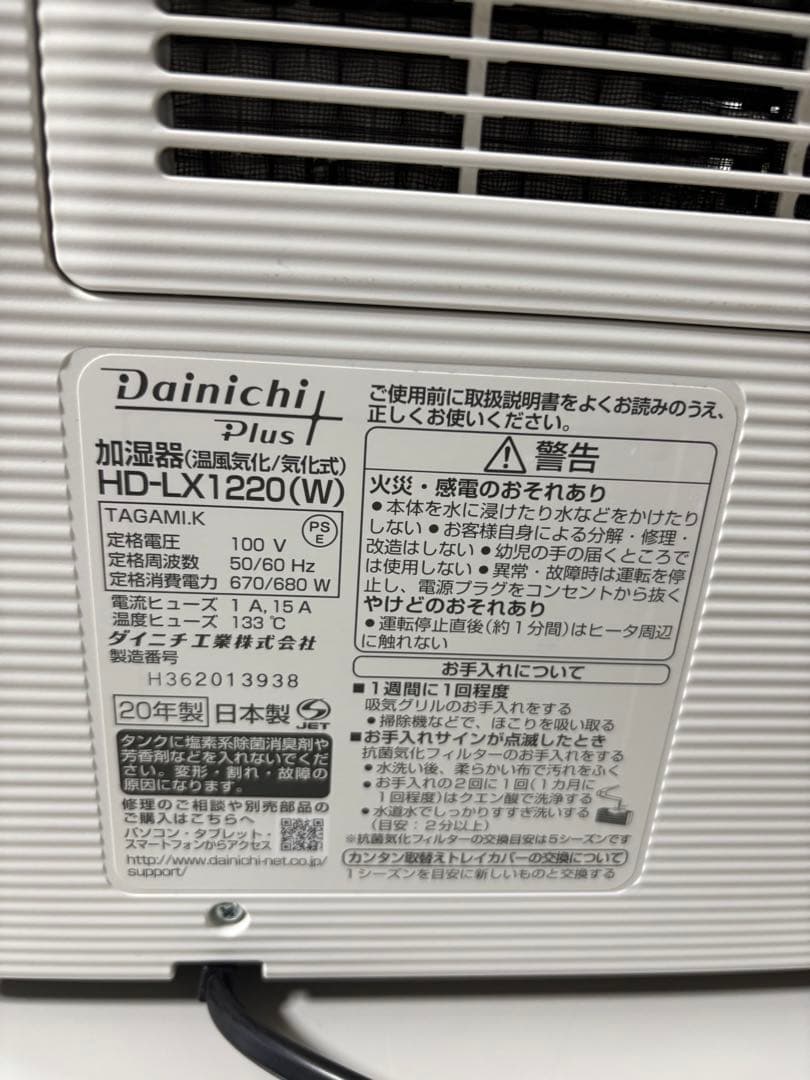 Dainichi
Plus
加湿器(温風気化/気化式)
HD-LX1220(W)
TAGAMI.K
PS
E
定格電圧 100 V
定格周波数 50/60 Hz
定格消費電力 670/680 W
電流ヒューズ 1 A, 15 A
温度ヒューズ 133 ℃
ダイニチ工業株式会社
製造番号
H362013938
20年製 日本製
JET
タンクに塩素系除菌消臭剤や
芳香剤などを入れないでくだ
さい。変形・割れ・故障の
原因になります。
修理のご相談や別売部品の
ご購入はこちらへ
パソコン・タブレット・
スマートフォンからアクセス
http://www.dainichi-net.co.jp/
support/
ご使用前に取扱説明書をよくお読みのうえ、
正しくお使いください。
警告
火災・感電のおそれあり
●本体を水に浸けたり水などをかけたり
しない ●お客様自身による分解・修理・
改造はしない ●幼児の手の届くところで
は使用しない ●異常・故障時は運転を停
止し、電源プラグをコンセントから抜く
やけどのおそれあり
●運転停止直後(約1分間)はヒータ周辺
に触れない
お手入れについて
■1週間に1回程度
吸気グリルのお手入れをする
●掃除機などで、ほこりを吸い取る
■お手入れサインが点滅したとき
抗菌気化フィルターのお手入れをする
●水洗い後、柔らかい布で汚れをふく
●お手入れの2回に1回(1カ月に
1回程度)はクエン酸で洗浄する
●水道水でしっかりすすぎ洗いする
(目安:2分以上)
※抗菌気化フィルターの交換目安は5シーズンです
カンタン取替えトレイカバーの交換について
1シーズンを目安に新しいものと交換する